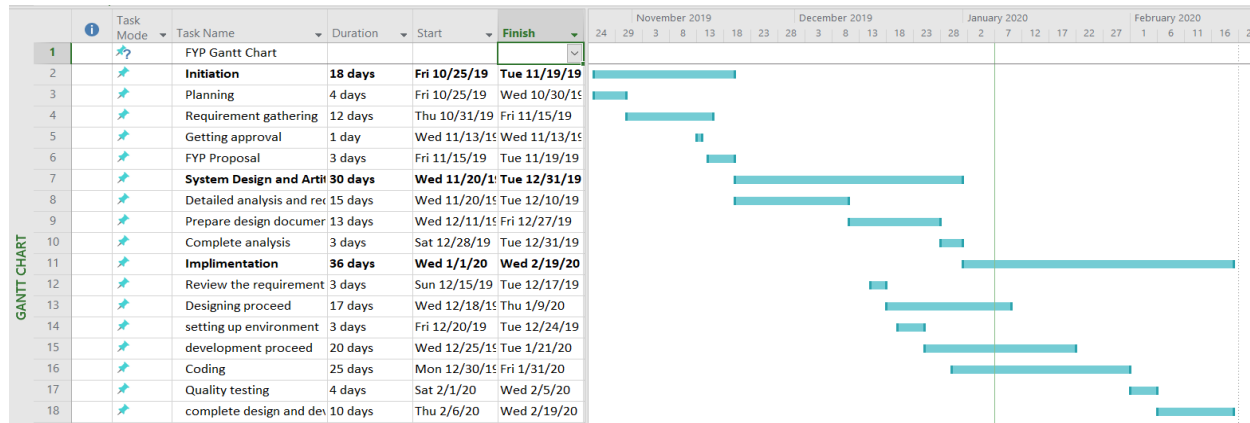 November 2019 December 2019 January 2020 February 2020
Task Mode Task Name Duration Start Finish 24 29 3 8 13 18 23 28 3 8 13 18 23 28 2 7 12 17 22 27 1 6 11 16 2
1 ? FYP Gantt Chart
2 Initiation 18 days Fri 10/25/19 Tue 11/19/19
3 Planning 4 days Fri 10/25/19 Wed 10/30/19
4 Requirement gathering 12 days Thu 10/31/19 Fri 11/15/19
5 Getting approval 1 day Wed 11/13/19 Wed 11/13/19
6 FYP Proposal 3 days Fri 11/15/19 Tue 11/19/19
7 System Design and Artit 30 days Wed 11/20/1 Tue 12/31/19
8 Detailed analysis and rec 15 days Wed 11/20/19 Tue 12/10/19
9 Prepare design documer 13 days Wed 12/11/19 Fri 12/27/19
10 Complete analysis 3 days Sat 12/28/19 Tue 12/31/19
11 Implimentation 36 days Wed 1/1/20 Wed 2/19/20
12 Review the requirement 3 days Sun 12/15/19 Tue 12/17/19
13 Designing proceed 17 days Wed 12/18/19 Thu 1/9/20
14 setting up environment 3 days Fri 12/20/19 Tue 12/24/19
15 development proceed 20 days Wed 12/25/19 Tue 1/21/20
16 Coding 25 days Mon 12/30/19 Fri 1/31/20
17 Quality testing 4 days Sat 2/1/20 Wed 2/5/20
18 complete design and dev 10 days Thu 2/6/20 Wed 2/19/20
GANTT CHART